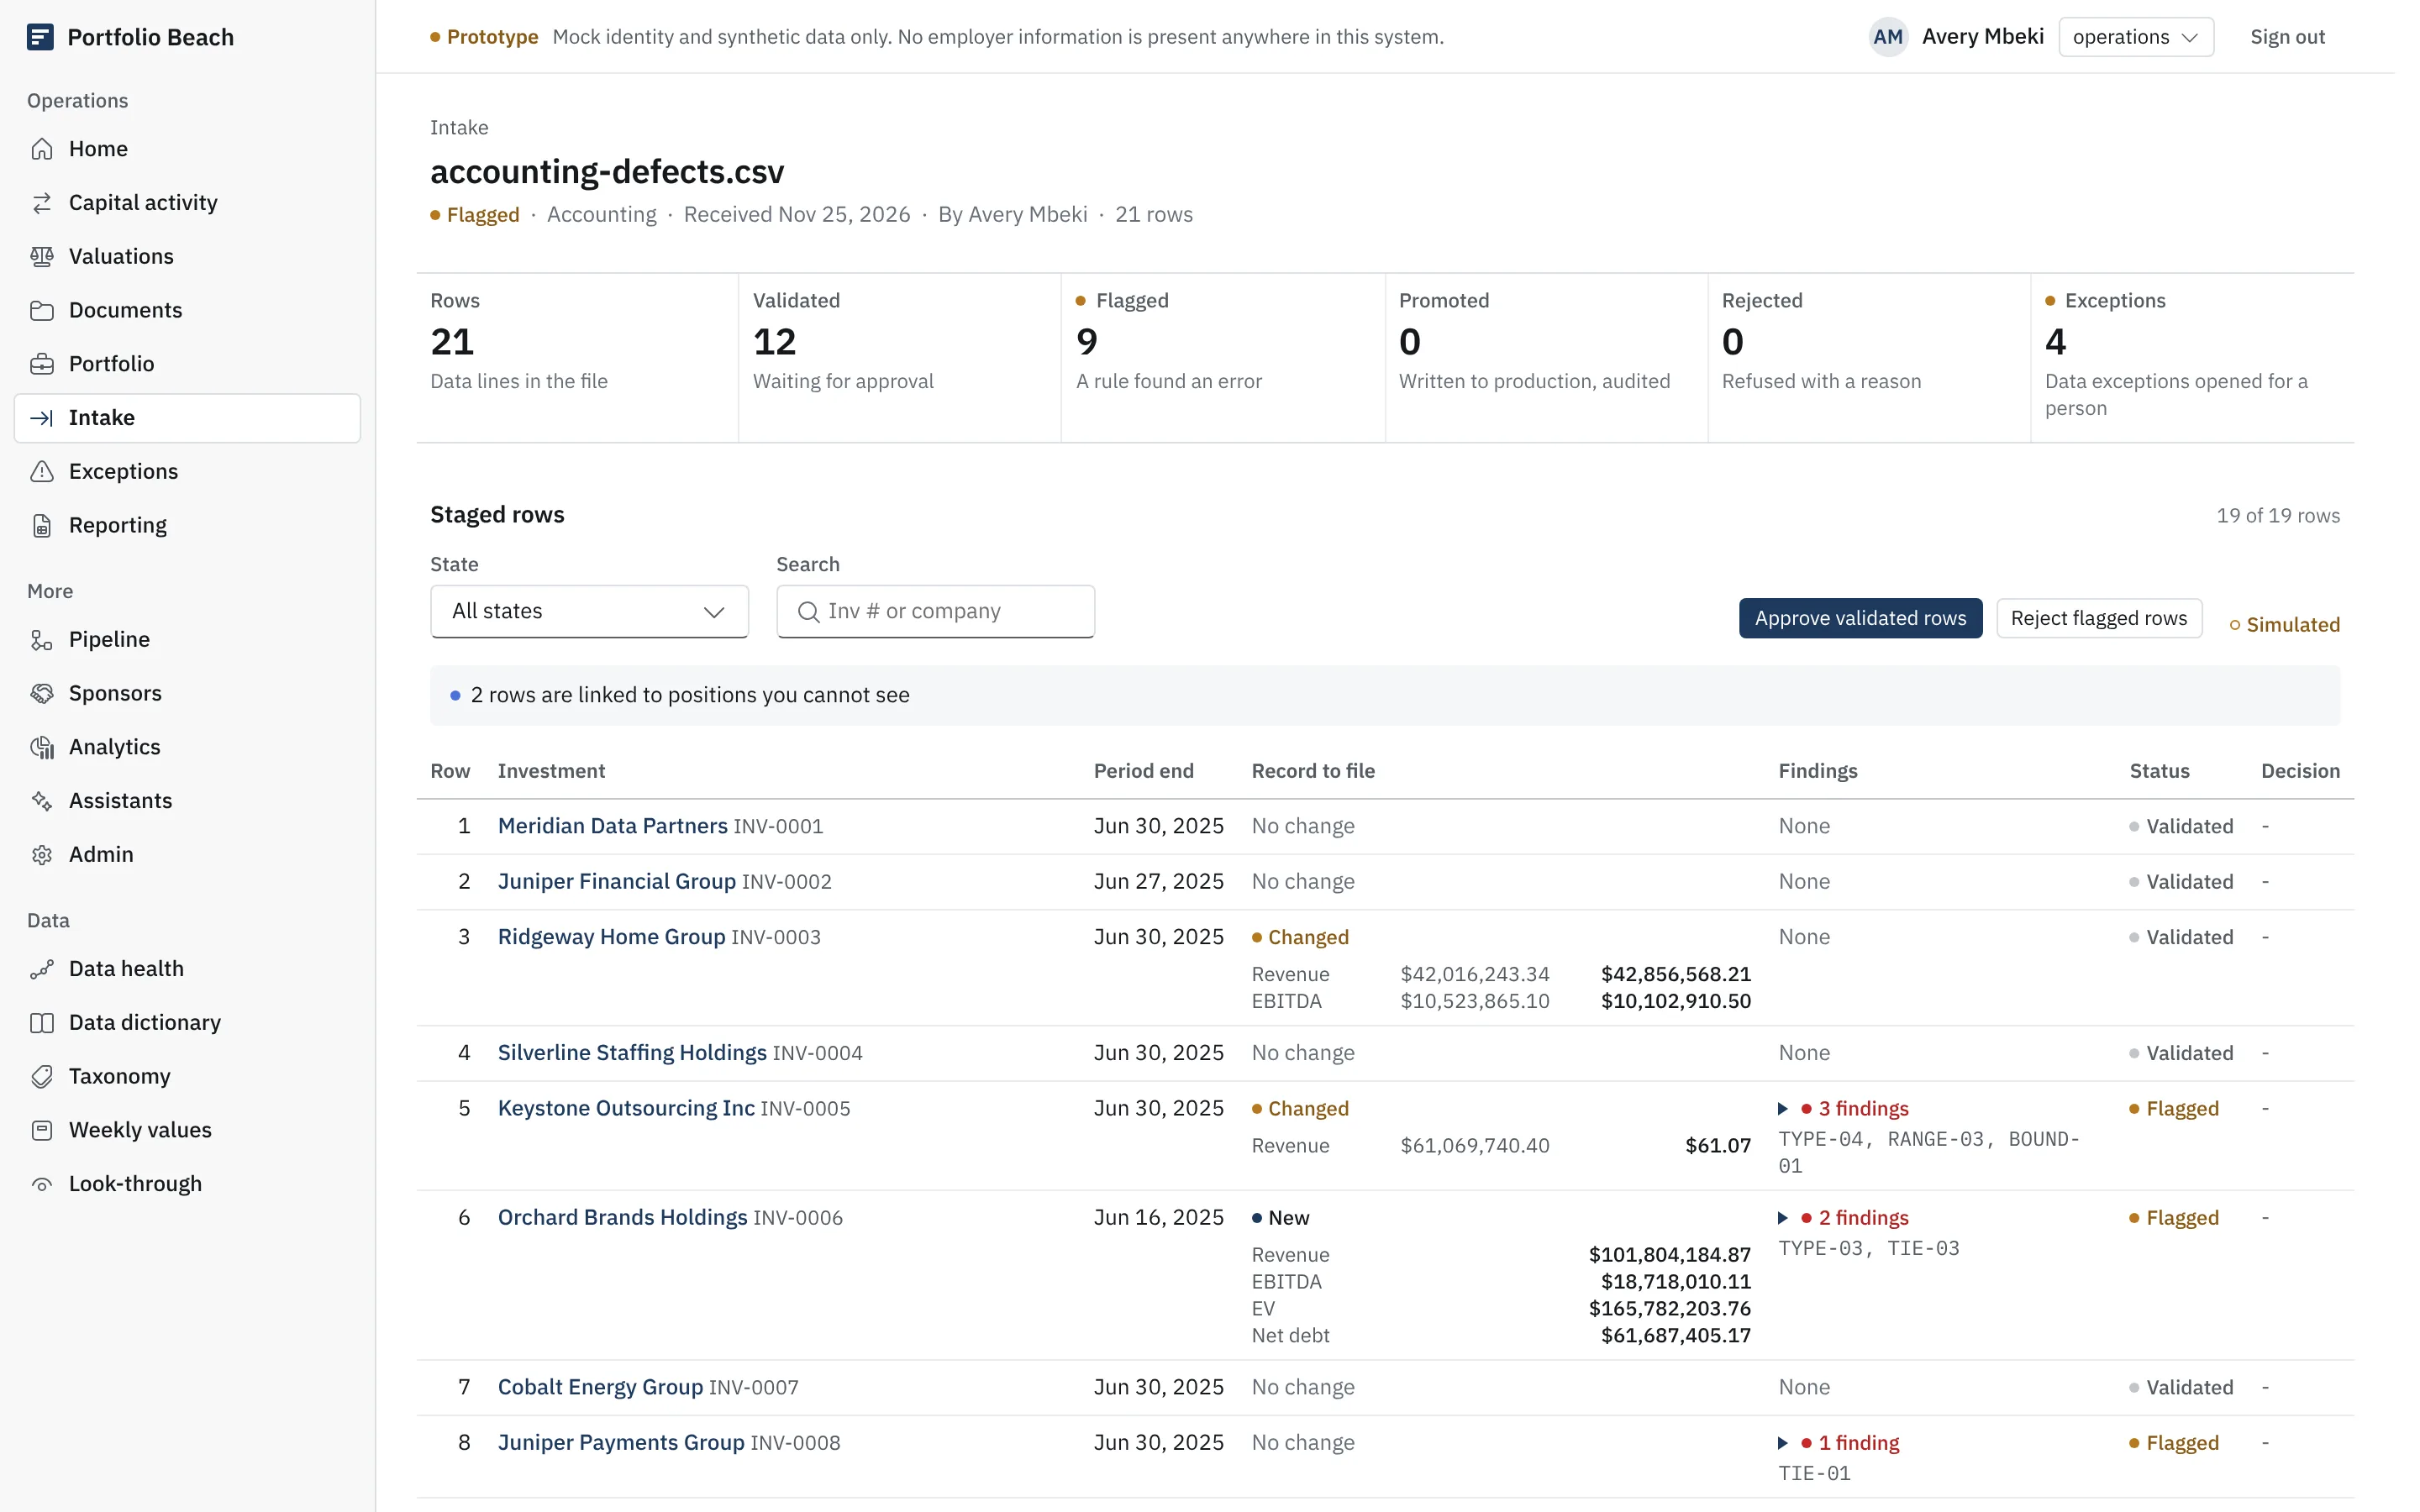 Portfolio Beach
Operations
Home
Capital activity
Valuations
Documents
Portfolio
Intake
Exceptions
Reporting
More
Pipeline
Sponsors
Analytics
Assistants
Admin
Data
Data health
Data dictionary
Taxonomy
Weekly values
Look-through
Prototype Mock identity and synthetic data only. No employer information is present anywhere in this system.
AM Avery Mbeki operations Sign out
Intake
accounting-defects.csv
Flagged · Accounting · Received Nov 25, 2026 · By Avery Mbeki · 21 rows
Rows
21
Data lines in the file
Validated
12
Waiting for approval
Flagged
9
A rule found an error
Promoted
0
Written to production, audited
Rejected
0
Refused with a reason
Exceptions
4
Data exceptions opened for a
person
Staged rows
19 of 19 rows
State
All states
Search
Inv # or company
Approve validated rows
Reject flagged rows
Simulated
2 rows are linked to positions you cannot see
Row Investment Period end Record to file Findings Status Decision
1 Meridian Data Partners INV-0001 Jun 30, 2025 No change None Validated -
2 Juniper Financial Group INV-0002 Jun 27, 2025 No change None Validated -
3 Ridgeway Home Group INV-0003 Jun 30, 2025 Changed None Validated -
Revenue $42,016,243.34 $42,856,568.21
EBITDA $10,523,865.10 $10,102,910.50
4 Silverline Staffing Holdings INV-0004 Jun 30, 2025 No change None Validated -
5 Keystone Outsourcing Inc INV-0005 Jun 30, 2025 Changed 3 findings Flagged -
Revenue $61,069,740.40 $61.07 TYPE-04, RANGE-03, BOUND-
01
6 Orchard Brands Holdings INV-0006 Jun 16, 2025 New 2 findings Flagged -
TYPE-03, TIE-03
Revenue $101,804,184.87
EBITDA $18,718,010.11
EV $165,782,203.76
Net debt $61,687,405.17
7 Cobalt Energy Group INV-0007 Jun 30, 2025 No change None Validated -
8 Juniper Payments Group INV-0008 Jun 30, 2025 No change 1 finding Flagged -
TIE-01